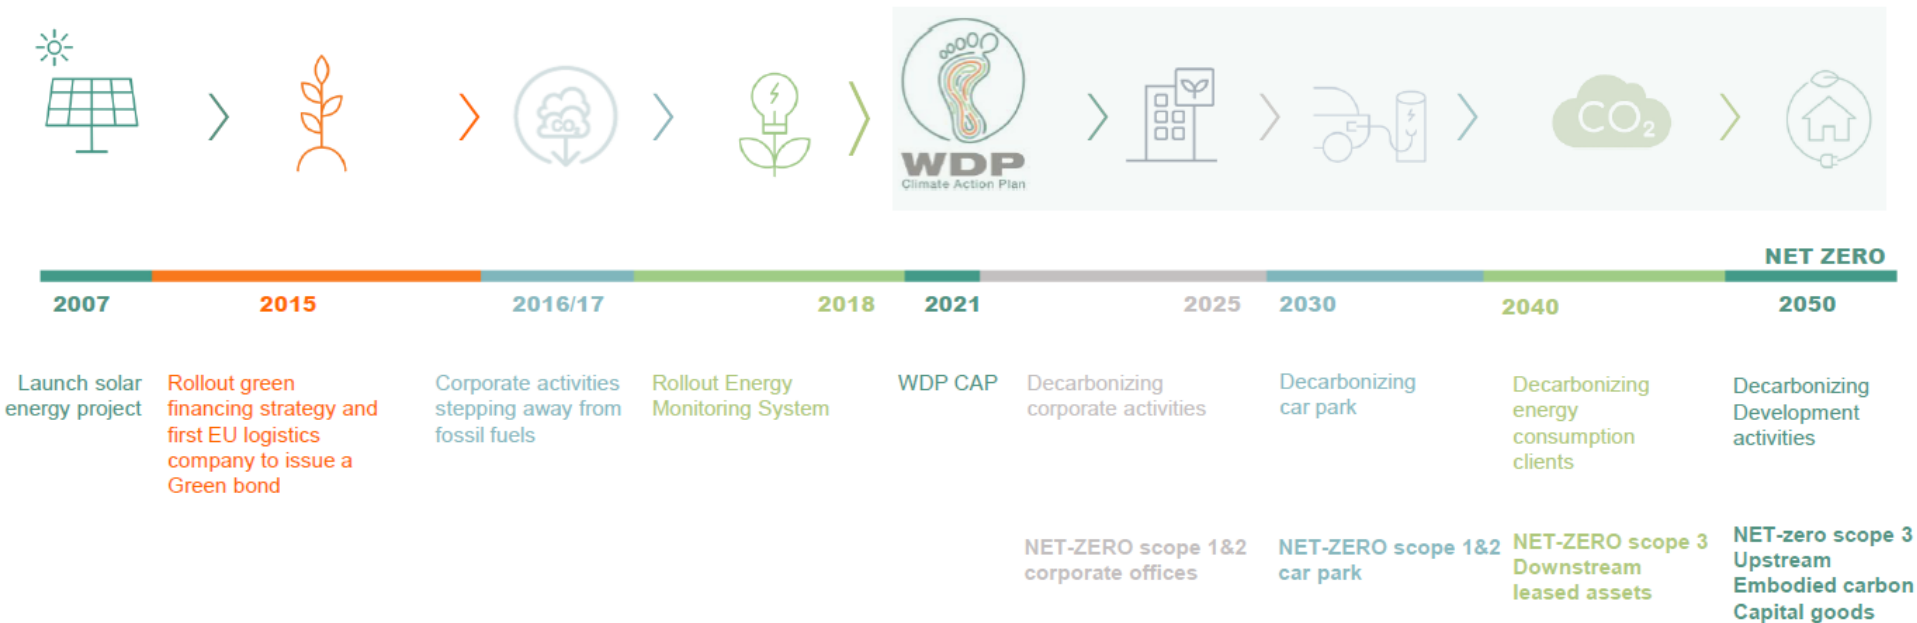 CO2
WDP
Climate Action Plan
CO2
NET ZERO
2007
2015
2016/17
2018
2021
2025
2030
2040
2050
Launch solar
energy project
Rollout green
financing strategy and
first EU logistics
company to issue a
Green bond
Corporate activities
stepping away from
fossil fuels
Rollout Energy
Monitoring System
WDP CAP
Decarbonizing
corporate activities
Decarbonizing
car park
Decarbonizing
energy
consumption
clients
Decarbonizing
Development
activities
NET-ZERO scope 1&2
corporate offices
NET-ZERO scope 1&2
car park
NET-ZERO scope 3
Downstream
leased assets
NET-zero scope 3
Upstream
Embodied carbon
Capital goods